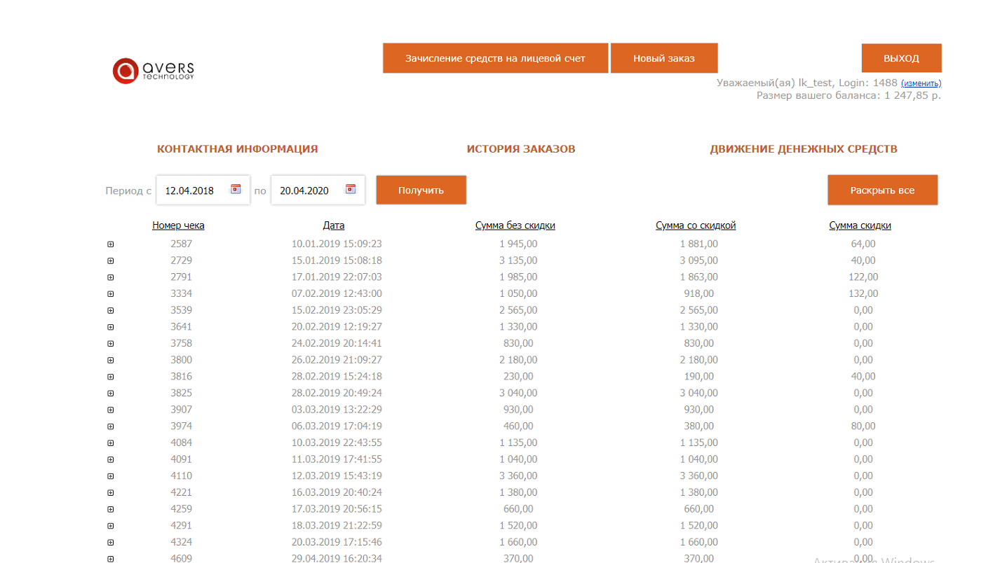 Зачисление средств на лицевой счет Новый заказ ВЫХОД
avers
TECHNOLOGY
Уважаемый(ая) lk_test, Login: 1488 (изменить)
Размер вашего баланса: 1 247,85 р.
КОНТАКТНАЯ ИНФОРМАЦИЯ ИСТОРИЯ ЗАКАЗОВ ДВИЖЕНИЕ ДЕНЕЖНЫХ СРЕДСТВ
Период с 12.04.2018 по 20.04.2020 Получить Раскрыть все
Номер чека Дата Сумма без скидки Сумма со скидкой Сумма скидки
2587 10.01.2019 15:09:23 1 945,00 1 881,00 64,00
2729 15.01.2019 15:08:18 3 135,00 3 095,00 40,00
2791 17.01.2019 22:07:03 1 985,00 1 863,00 122,00
3334 07.02.2019 12:43:00 1 050,00 918,00 132,00
3539 15.02.2019 23:05:29 2 565,00 2 565,00 0,00
3641 20.02.2019 12:19:27 1 330,00 1 330,00 0,00
3758 24.02.2019 20:14:41 830,00 830,00 0,00
3800 26.02.2019 21:09:27 2 180,00 2 180,00 0,00
3816 28.02.2019 15:24:18 230,00 190,00 40,00
3825 28.02.2019 20:49:24 3 040,00 3 040,00 0,00
3907 03.03.2019 13:22:29 930,00 930,00 0,00
3974 06.03.2019 17:04:19 460,00 380,00 80,00
4084 10.03.2019 22:43:55 1 135,00 1 135,00 0,00
4091 11.03.2019 17:41:55 1 040,00 1 040,00 0,00
4110 12.03.2019 15:43:19 3 360,00 3 360,00 0,00
4221 16.03.2019 20:40:24 1 380,00 1 380,00 0,00
4259 17.03.2019 20:56:15 660,00 660,00 0,00
4291 18.03.2019 21:22:59 1 520,00 1 520,00 0,00
4324 20.03.2019 17:15:46 1 660,00 1 660,00 0,00
4609 29.04.2019 16:20:34 370,00 370,00 0,00
Windows